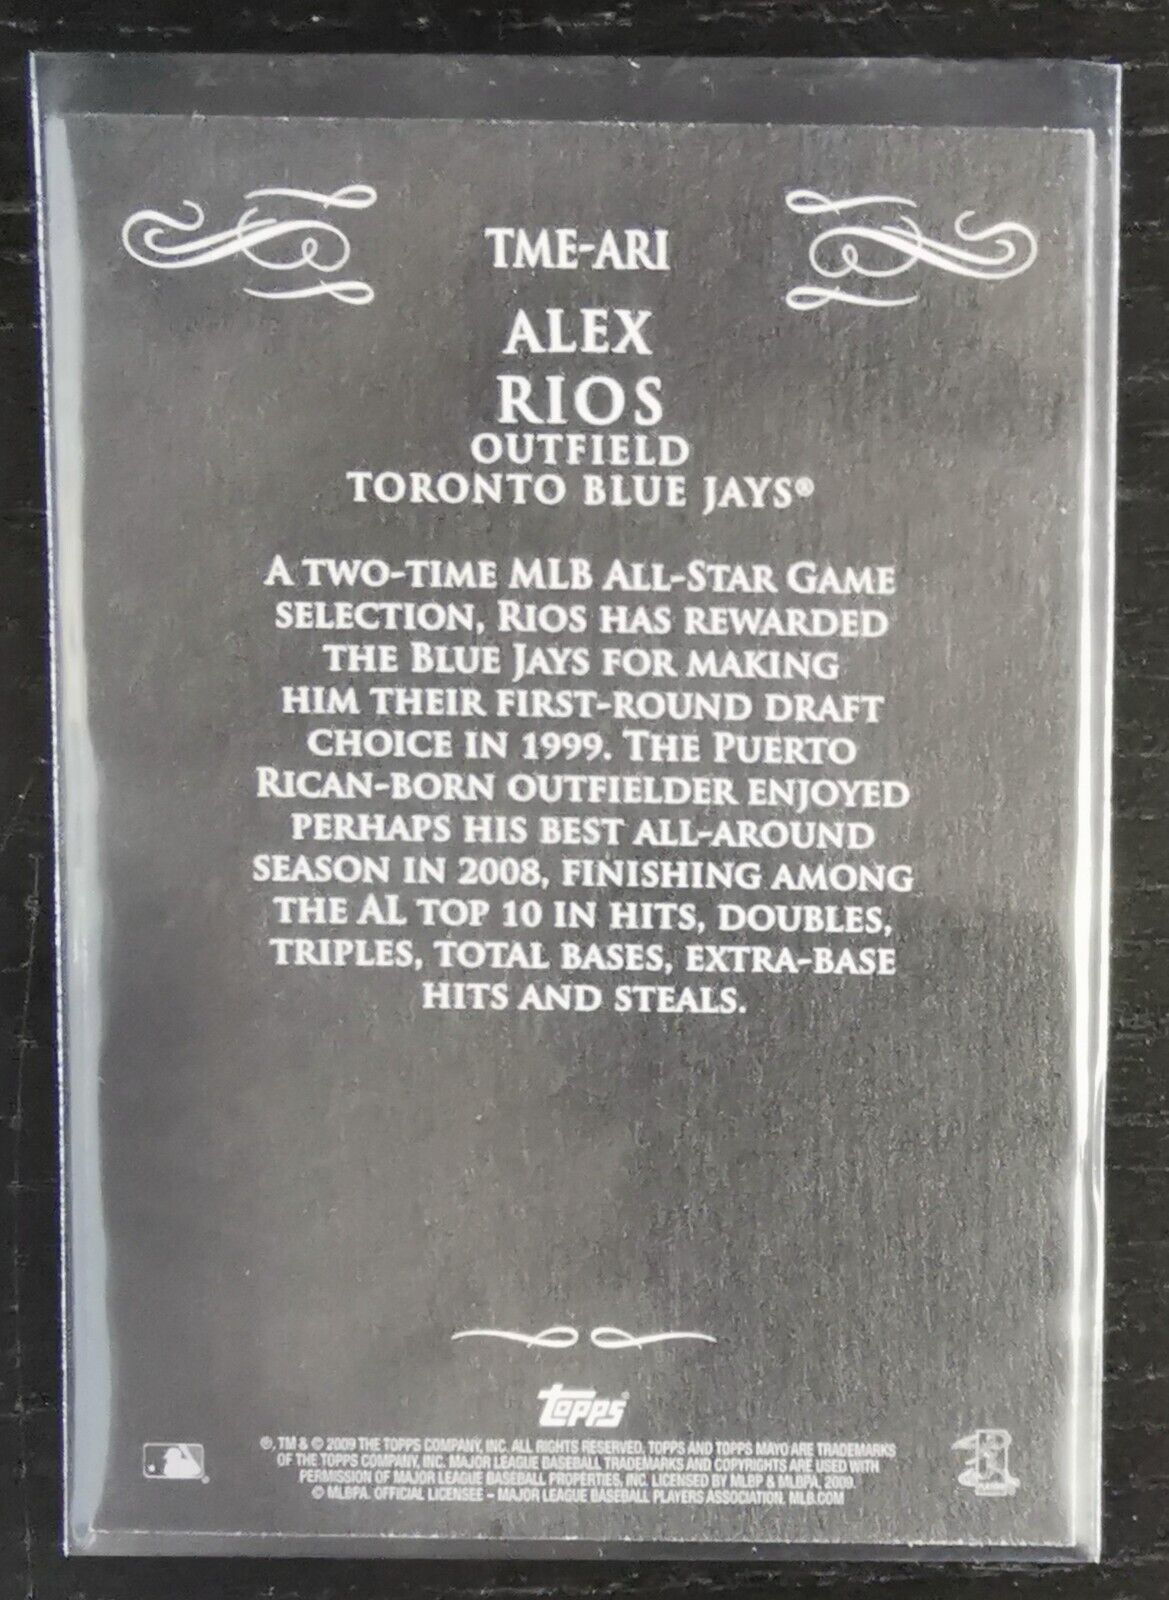 TME-ARI
ALEX
RIOS
OUTFIELD
TORONTO BLUE JAYS®
A TWO-TIME MLB ALL-STAR GAME
SELECTION, RIOS HAS REWARDED
THE BLUE JAYS FOR MAKING
HIM THEIR FIRST-ROUND DRAFT
CHOICE IN 1999. THE PUERTO
RICAN-BORN OUTFIELDER ENJOYED
PERHAPS HIS BEST ALL-AROUND
SEASON IN 2008, FINISHING AMONG
THE AL TOP 10 IN HITS, DOUBLES,
TRIPLES, TOTAL BASES, EXTRA-BASE
HITS AND STEALS.
Topps®
®, TM & © 2009 THE TOPPS COMPANY, INC. ALL RIGHTS RESERVED. TOPPS AND TOPPS MAYO ARE TRADEMARKS
OF THE TOPPS COMPANY, INC. MAJOR LEAGUE BASEBALL TRADEMARKS AND COPYRIGHTS ARE USED WITH
PERMISSION OF MAJOR LEAGUE BASEBALL PROPERTIES, INC. LICENSED BY MLBP & MLBPA, 2009.
© MLBPA. OFFICIAL LICENSEE – MAJOR LEAGUE BASEBALL PLAYERS ASSOCIATION. MLB.COM